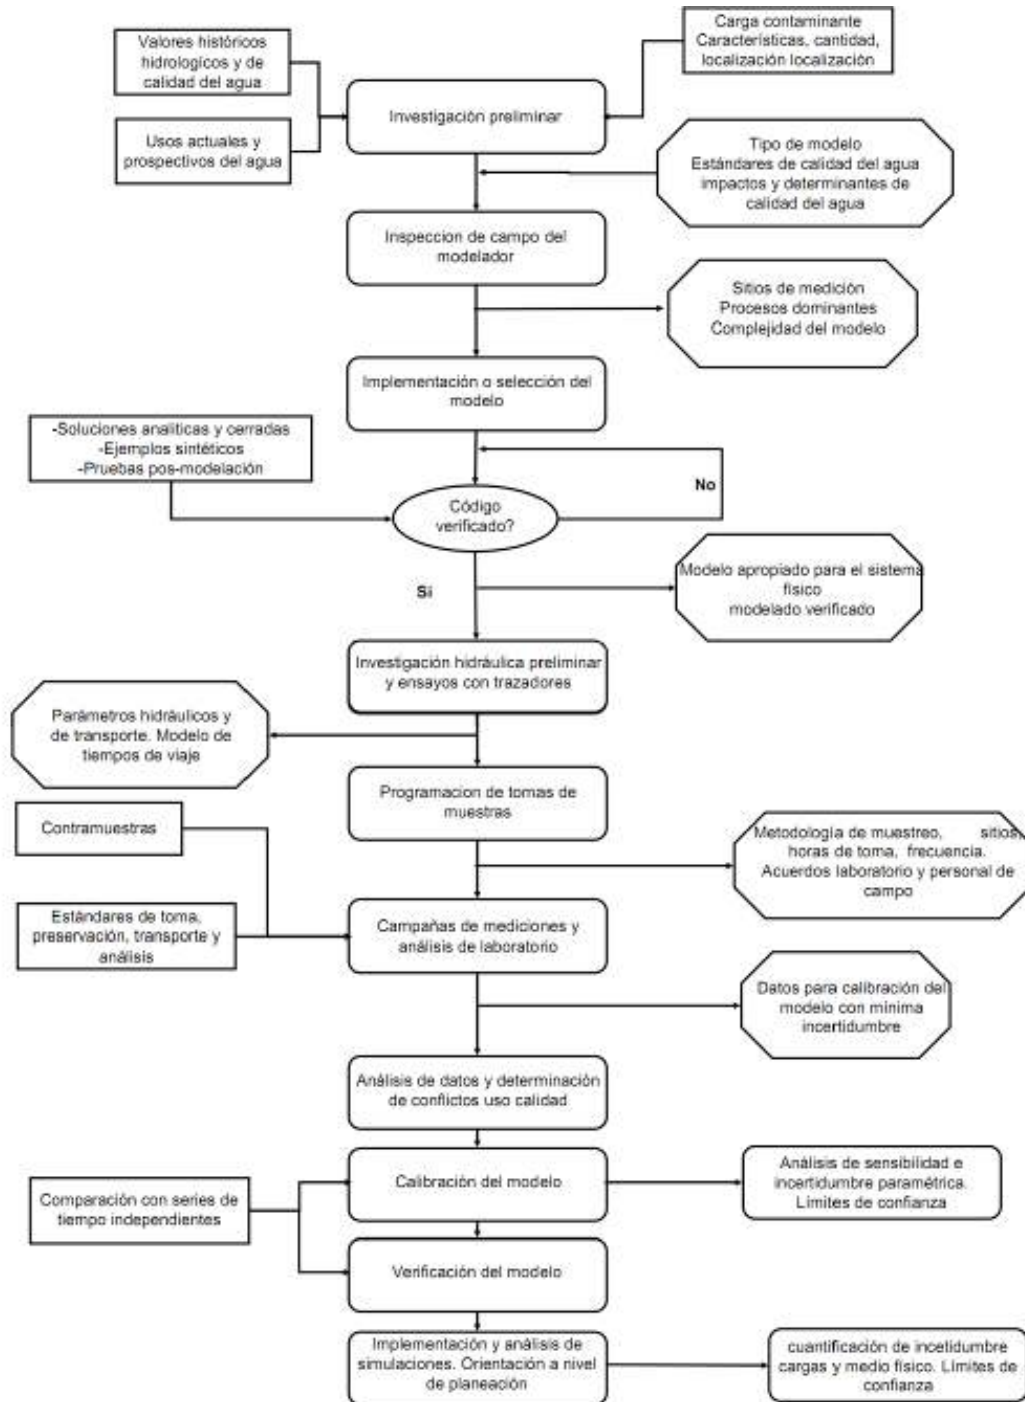 Valores históricos
hidrologícos y de
calidad del agua
Carga contaminante
Características, cantidad,
localización localización
Investigación preliminar
Usos actuales y
prospectivos del agua
Tipo de modelo
Estándares de calidad del agua
impactos y determinantes de
calidad del agua
Inspeccion de campo del
modelador
Sitios de medición
Procesos dominantes
Complejidad del modelo
Implementación o selección del
modelo
-Soluciones analiticas y cerradas
-Ejemplos sintéticos
-Pruebas pos-modelación
No
Código
verificado?
Sí
Modelo apropiado para el sistema
físico
modelado verificado
Investigación hidráulica preliminar
y ensayos con trazadores
Parámetros hidráulicos y
de transporte. Modelo de
tiempos de viaje
Programacion de tomas de
muestras
Contramuestras
Metodología de muestreo, sitios,
horas de toma, frecuencia.
Acuerdos laboratorio y personal de
campo
Estándares de toma,
preservación, transporte y
análisis
Campañas de mediciones y
análisis de laboratorio
Datos para calibración del
modelo con mínima
incertidumbre
Análisis de datos y determinación
de conflictos uso calidad
Calibración del modelo
Análisis de sensibilidad e
incertidumbre paramétrica.
Límites de confianza
Comparación con series de
tiempo independientes
Verificación del modelo
Implementación y análisis de
simulaciones. Orientación a nivel
de planeación
cuantificación de incetidumbre
cargas y medio físico. Límites de
confianza